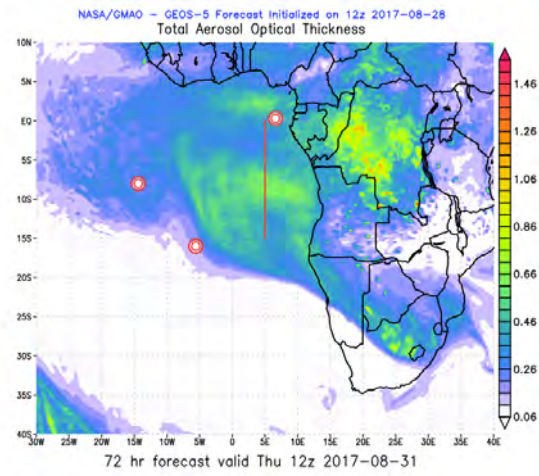 NASA/GMAO - GEOS-5 Forecast Initialized on 12z 2017-08-28
Total Aerosol Optical Thickness
10N
5N
EQ
5S
10S
15S
20S
25S
30S
35S
40S
30W 25W 20W 15W 10W 5W 0 5E 10E 15E 20E 25E 30E 35E 40E
1.46
1.26
1.06
0.86
0.66
0.46
0.26
0.06
72 hr forecast valid Thu 12z 2017-08-31